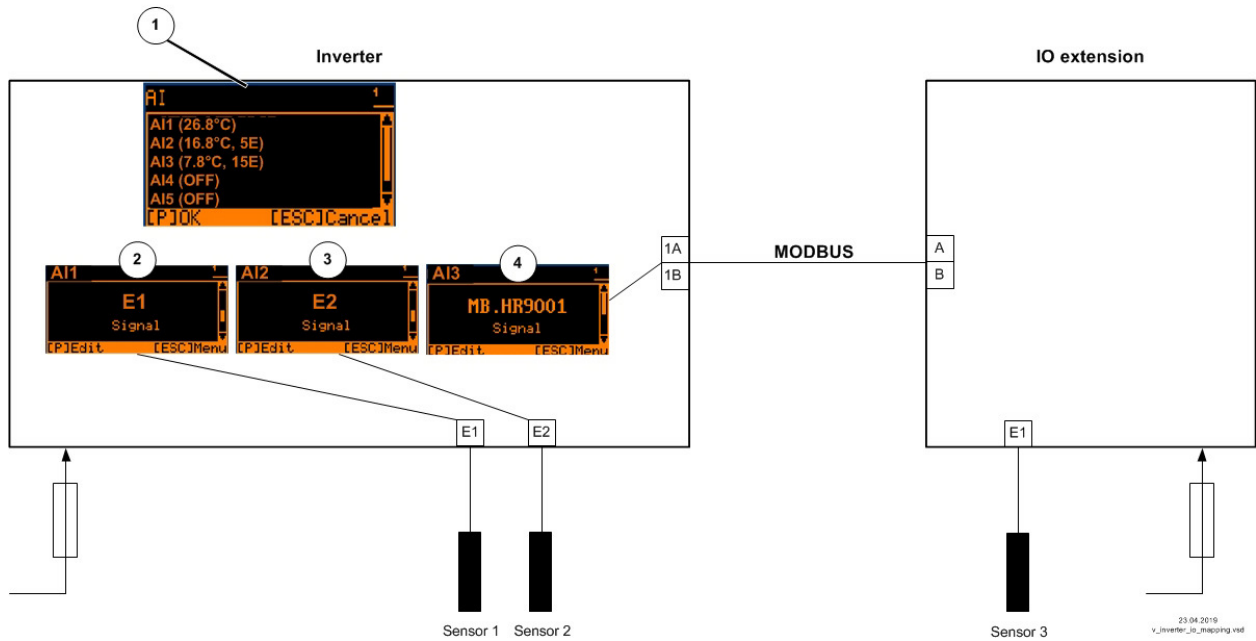 1
Inverter
IO extension
AI 1
AI1 (26.8°C)
AI2 (16.8°C, 5E)
AI3 (7.8°C, 15E)
AI4 (OFF)
AI5 (OFF)
[P]OK [ESC]Cancel
1A
1B
MODBUS
A
B
2
AI1 1
E1
Signal
[P]Edit [ESC]Menu
3
AI2 1
E2
Signal
[P]Edit [ESC]Menu
4
AI3 1
MB.HR9001
Signal
[P]Edit [ESC]Menu
E1
E2
E1
Sensor 1
Sensor 2
Sensor 3
23.04.2019
v_inverter_io_mapping.vsd